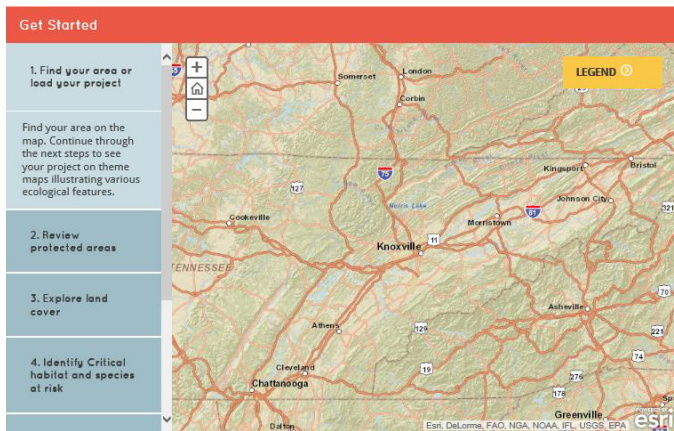 Get Started
1. Find your area or
load your project
Find your area on the
map. Continue through
the next steps to see
your project on theme
maps illustrating various
ecological features.
2. Review
protected areas
3. Explore land
cover
4. Identify Critical
habitat and species
at risk
+
−
LEGEND
Somerset
London
Corbin
75
127
Norris Lake
Kingsport
Bristol
Johnson City
321
81
Morristown
Cookeville
Knoxville
11
TENNESSEE
70
Asheville
Athens
129
221
74
19
Cleveland
276
Chattanooga
178
Greenville
Dalton
Esri, DeLorme, FAO, NGA, NOAA, IFL, USGS, EPA
POWERED BY
esri